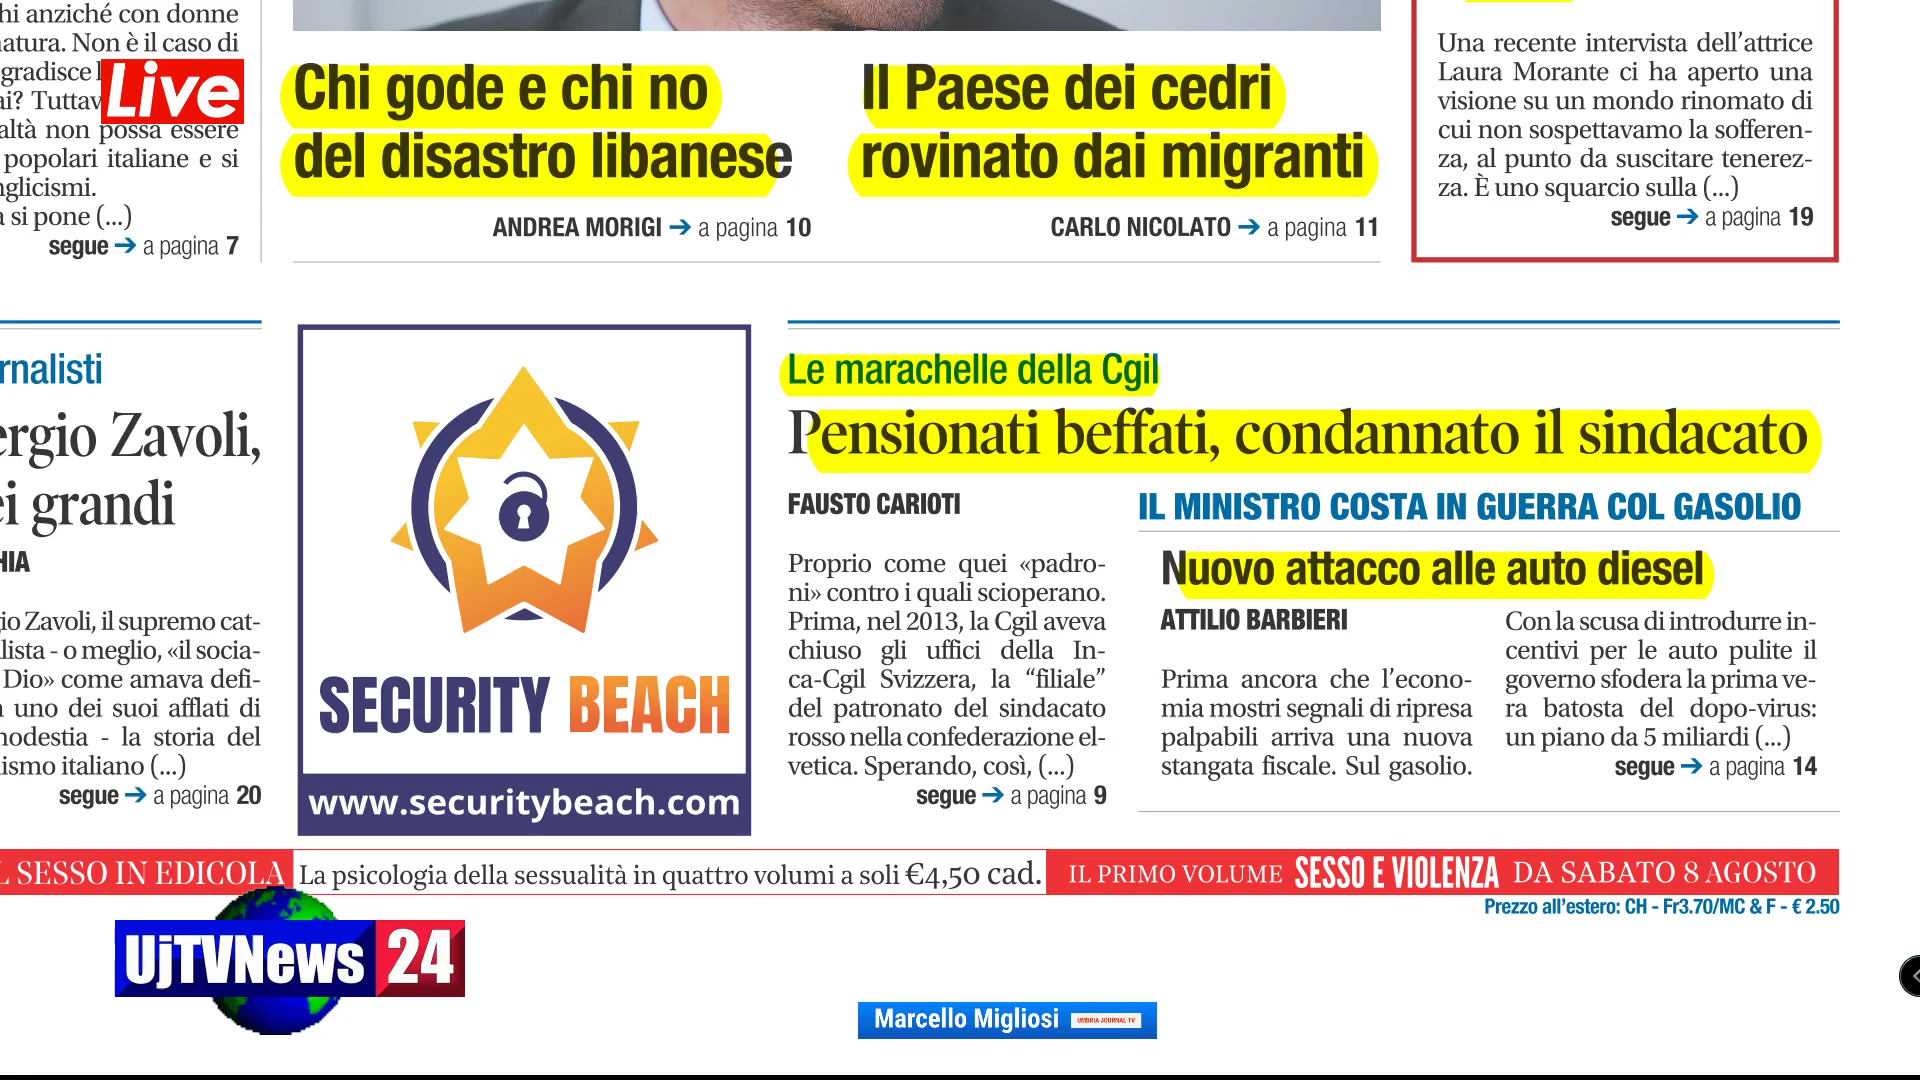 hi anziché con donne
natura. Non è il caso di
gradisce l
ai? Tuttav
altà non possa essere
popolari italiane e si
nglicismi.
a si pone (...)
segue ➔ a pagina 7
Live
Chi gode e chi no
del disastro libanese
ANDREA MORIGI ➔ a pagina 10
Il Paese dei cedri
rovinato dai migranti
CARLO NICOLATO ➔ a pagina 11
Una recente intervista dell’attrice
Laura Morante ci ha aperto una
visione su un mondo rinomato di
cui non sospettavamo la sofferen-
za, al punto da suscitare tenerez-
za. È uno squarcio sulla (...)
segue ➔ a pagina 19
rnalisti
ergio Zavoli,
ei grandi
HIA
gio Zavoli, il supremo cat-
lista - o meglio, «il socia-
Dio» come amava defi-
n uno dei suoi afflati di
modestia - la storia del
lismo italiano (...)
segue ➔ a pagina 20
SECURITY BEACH
www.securitybeach.com
Le marachelle della Cgil
Pensionati beffati, condannato il sindacato
FAUSTO CARIOTI
Proprio come quei «padro-
ni» contro i quali scioperano.
Prima, nel 2013, la Cgil aveva
chiuso gli uffici della In-
ca-Cgil Svizzera, la “filiale”
del patronato del sindacato
rosso nella confederazione el-
vetica. Sperando, così, (...)
segue ➔ a pagina 9
IL MINISTRO COSTA IN GUERRA COL GASOLIO
Nuovo attacco alle auto diesel
ATTILIO BARBIERI
Prima ancora che l’econo-
mia mostri segnali di ripresa
palpabili arriva una nuova
stangata fiscale. Sul gasolio.
Con la scusa di introdurre in-
centivi per le auto pulite il
governo sfodera la prima ve-
ra batosta del dopo-virus:
un piano da 5 miliardi (...)
segue ➔ a pagina 14
L SESSO IN EDICOLA La psicologia della sessualità in quattro volumi a soli €4,50 cad. IL PRIMO VOLUME SESSO E VIOLENZA DA SABATO 8 AGOSTO
Prezzo all’estero: CH - Fr3.70/MC & F - € 2.50
UjTVNews 24
Marcello Migliosi UMBRIA JOURNAL TV